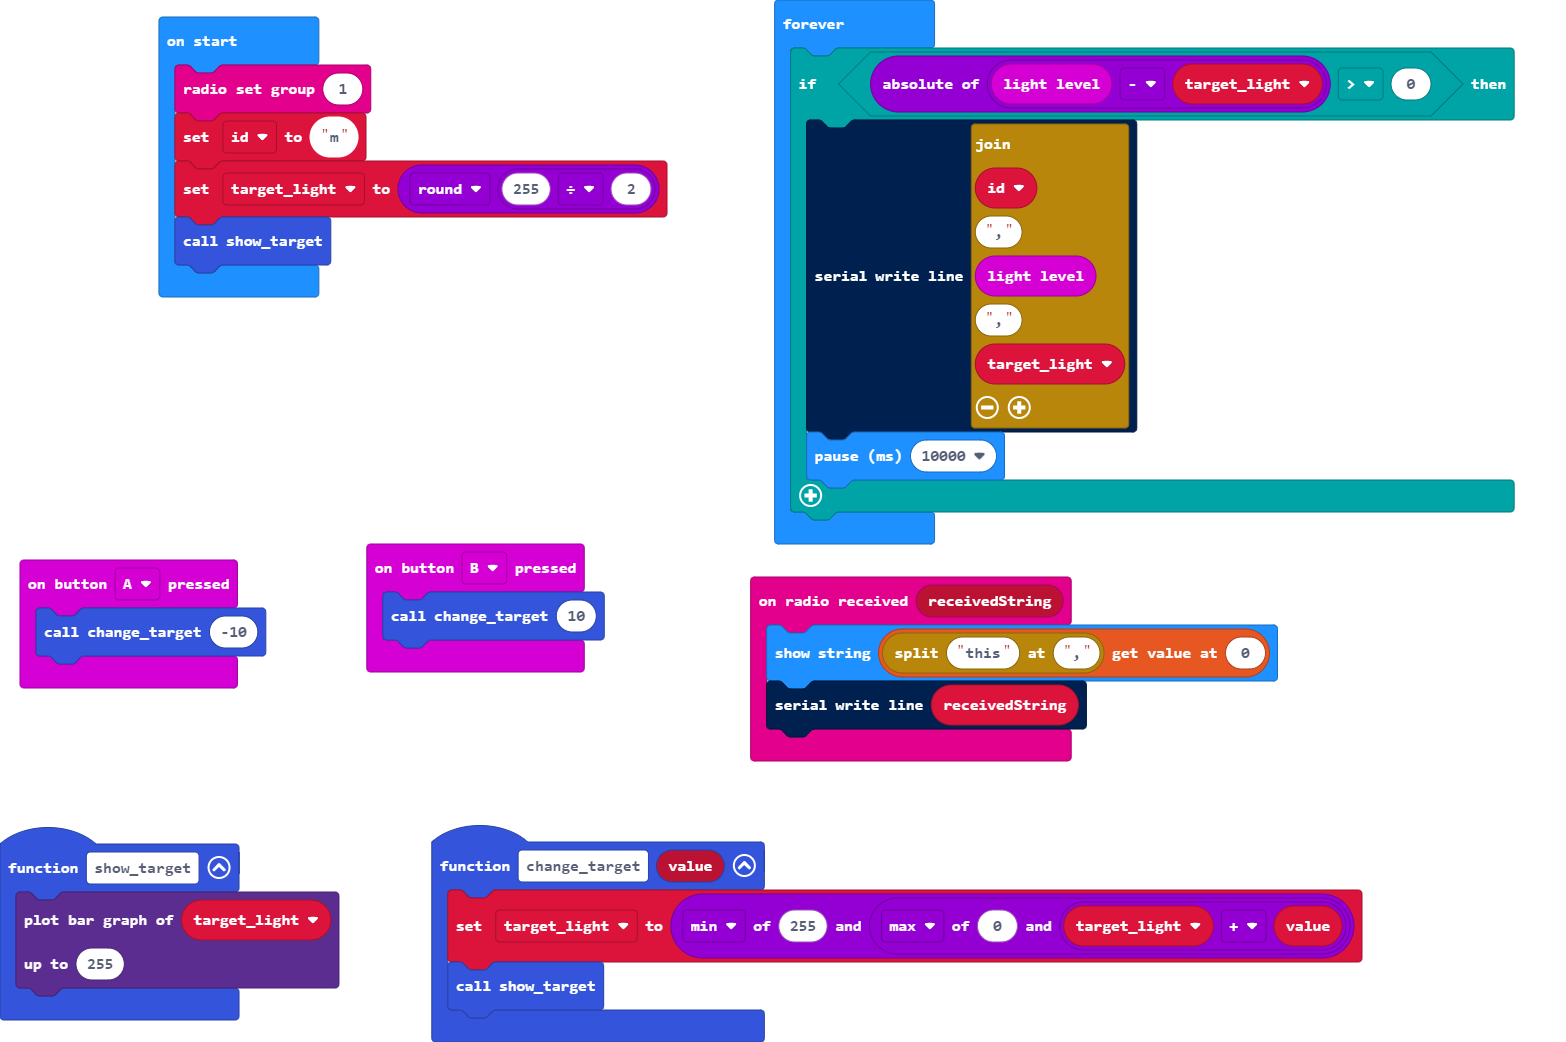 on start
radio set group 1
set id to "m"
set target_light to round 255 ÷ 2
call show_target
forever
if absolute of light level - target_light > 0 then
serial write line join
id
","
light level
","
target_light
pause (ms) 10000
on button A pressed
call change_target -10
on button B pressed
call change_target 10
on radio received receivedString
show string split "this" at "," get value at 0
serial write line receivedString
function show_target
plot bar graph of target_light
up to 255
function change_target value
set target_light to min of 255 and max of 0 and target_light + value
call show_target